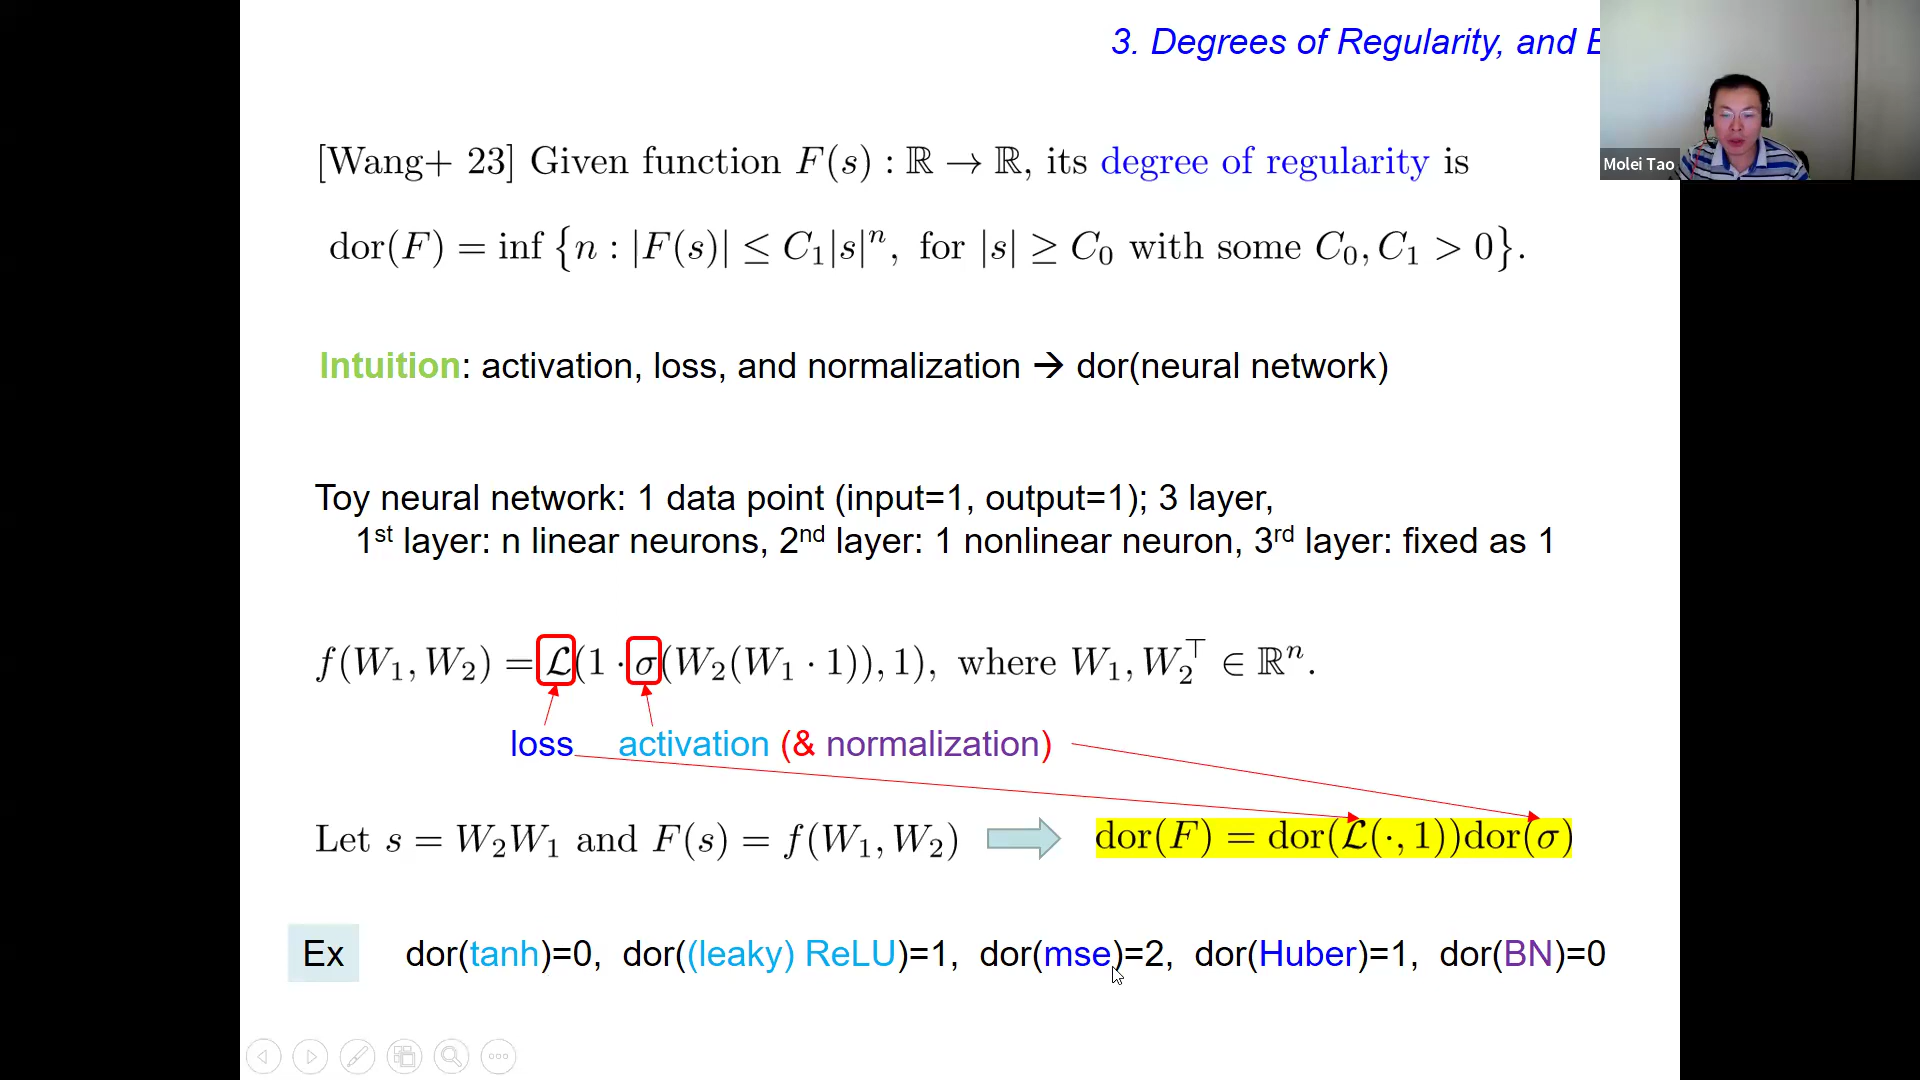 3. Degrees of Regularity, and
Molei Tao
[Wang+ 23] Given function F(s) : ℝ → ℝ, its degree of regularity is
dor(F) = inf {n : |F(s)| ≤ C₁|s|ⁿ, for |s| ≥ C₀ with some C₀, C₁ > 0}.
Intuition: activation, loss, and normalization → dor(neural network)
Toy neural network: 1 data point (input=1, output=1); 3 layer,
1st layer: n linear neurons, 2nd layer: 1 nonlinear neuron, 3rd layer: fixed as 1
f(W₁, W₂) = ℒ(1 · σ(W₂(W₁ · 1)), 1), where W₁, W₂^⊤ ∈ ℝⁿ.
loss activation (& normalization)
Let s = W₂W₁ and F(s) = f(W₁, W₂) dor(F) = dor(ℒ(·, 1))dor(σ)
Ex dor(tanh)=0, dor((leaky) ReLU)=1, dor(mse)=2, dor(Huber)=1, dor(BN)=0